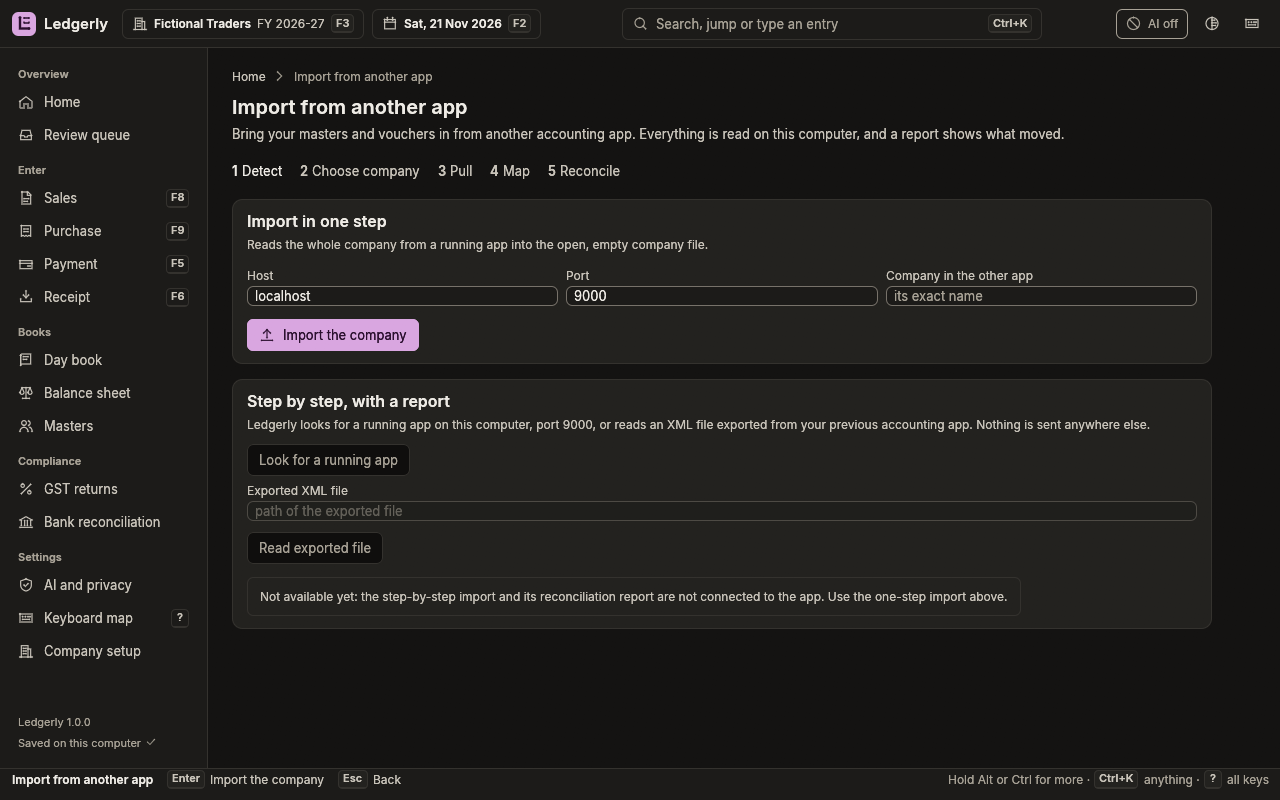 Ledgerly
Fictional Traders FY 2026-27 F3
Sat, 21 Nov 2026 F2
Search, jump or type an entry Ctrl+K
AI off
Overview
Home
Review queue
Enter
Sales F8
Purchase F9
Payment F5
Receipt F6
Books
Day book
Balance sheet
Masters
Compliance
GST returns
Bank reconciliation
Settings
AI and privacy
Keyboard map ?
Company setup
Ledgerly 1.0.0
Saved on this computer
Home Import from another app
Import from another app
Bring your masters and vouchers in from another accounting app. Everything is read on this computer, and a report shows what moved.
1 Detect 2 Choose company 3 Pull 4 Map 5 Reconcile
Import in one step
Reads the whole company from a running app into the open, empty company file.
Host Port Company in the other app
localhost 9000 its exact name
Import the company
Step by step, with a report
Ledgerly looks for a running app on this computer, port 9000, or reads an XML file exported from your previous accounting app. Nothing is sent anywhere else.
Look for a running app
Exported XML file
path of the exported file
Read exported file
Not available yet: the step-by-step import and its reconciliation report are not connected to the app. Use the one-step import above.
Import from another app Enter Import the company Esc Back
Hold Alt or Ctrl for more · Ctrl+K anything · ? all keys